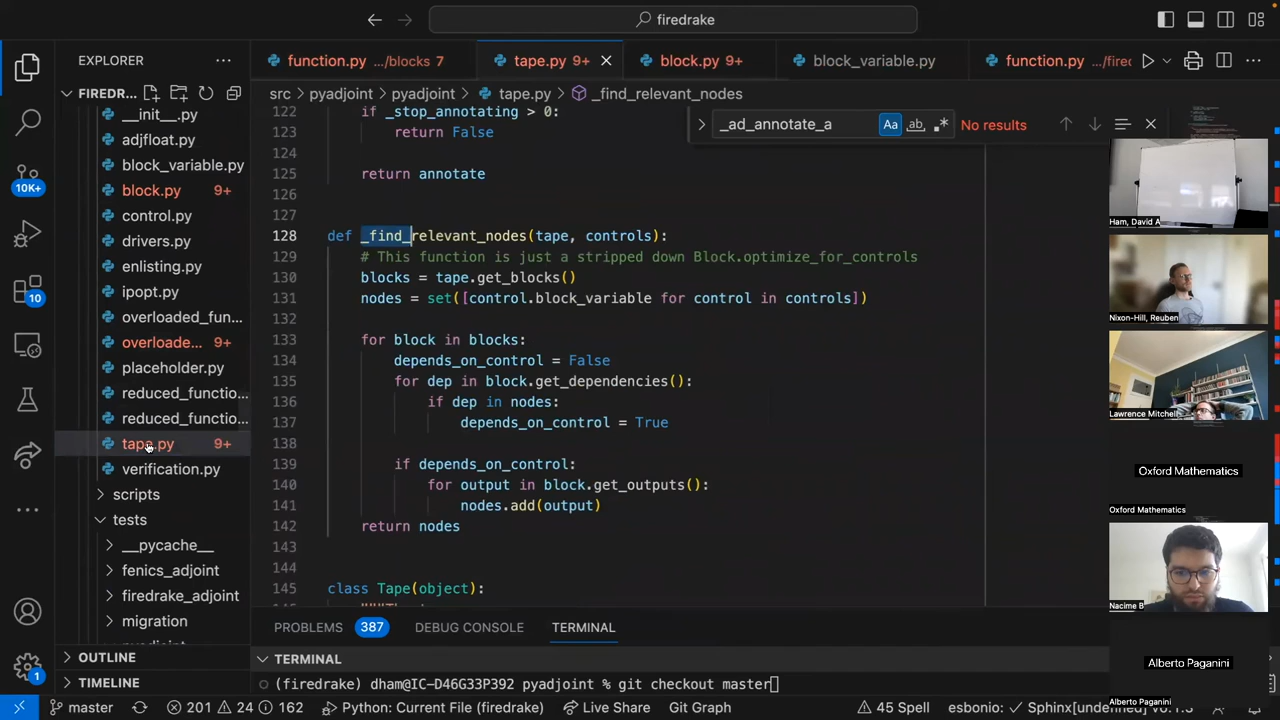 firedrake
EXPLORER
FIREDR...
__init__.py
adjfloat.py
block_variable.py
block.py 9+
control.py
drivers.py
enlisting.py
ipopt.py
overloaded_fun...
overloade... 9+
placeholder.py
reduced_functio...
reduced_functio...
tape.py 9+
verification.py
scripts
tests
__pycache__
fenics_adjoint
firedrake_adjoint
migration
OUTLINE
TIMELINE
10K+
10
1
function.py .../blocks 7
tape.py 9+
block.py 9+
block_variable.py
function.py .../firec
src > pyadjoint > pyadjoint > tape.py > _find_relevant_nodes
_ad_annotate_a
Aa
ab
No results
122 if _stop_annotating > 0:
123 return False
124
125 return annotate
126
127
128 def _find_relevant_nodes(tape, controls):
129 # This function is just a stripped down Block.optimize_for_controls
130 blocks = tape.get_blocks()
131 nodes = set([control.block_variable for control in controls])
132
133 for block in blocks:
134 depends_on_control = False
135 for dep in block.get_dependencies():
136 if dep in nodes:
137 depends_on_control = True
138
139 if depends_on_control:
140 for output in block.get_outputs():
141 nodes.add(output)
142 return nodes
143
144
145 class Tape(object):
PROBLEMS 387 DEBUG CONSOLE TERMINAL
TERMINAL
(firedrake) dham@IC-D46G33P392 pyadjoint % git checkout master
master 201 24 162 Python: Current File (firedrake) Live Share Git Graph 45 Spell esbonio: Sphinx[undefined]
Ham, David A
Nixon-Hill, Reuben
Lawrence Mitchell
Oxford Mathematics
Oxford Mathematics
Nacime B
Alberto Paganini
Alberto Paganini